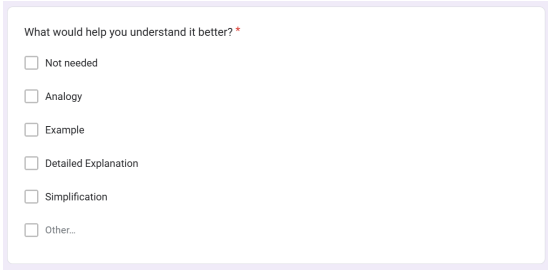 What would help you understand it better? *
Not needed
Analogy
Example
Detailed Explanation
Simplification
Other...